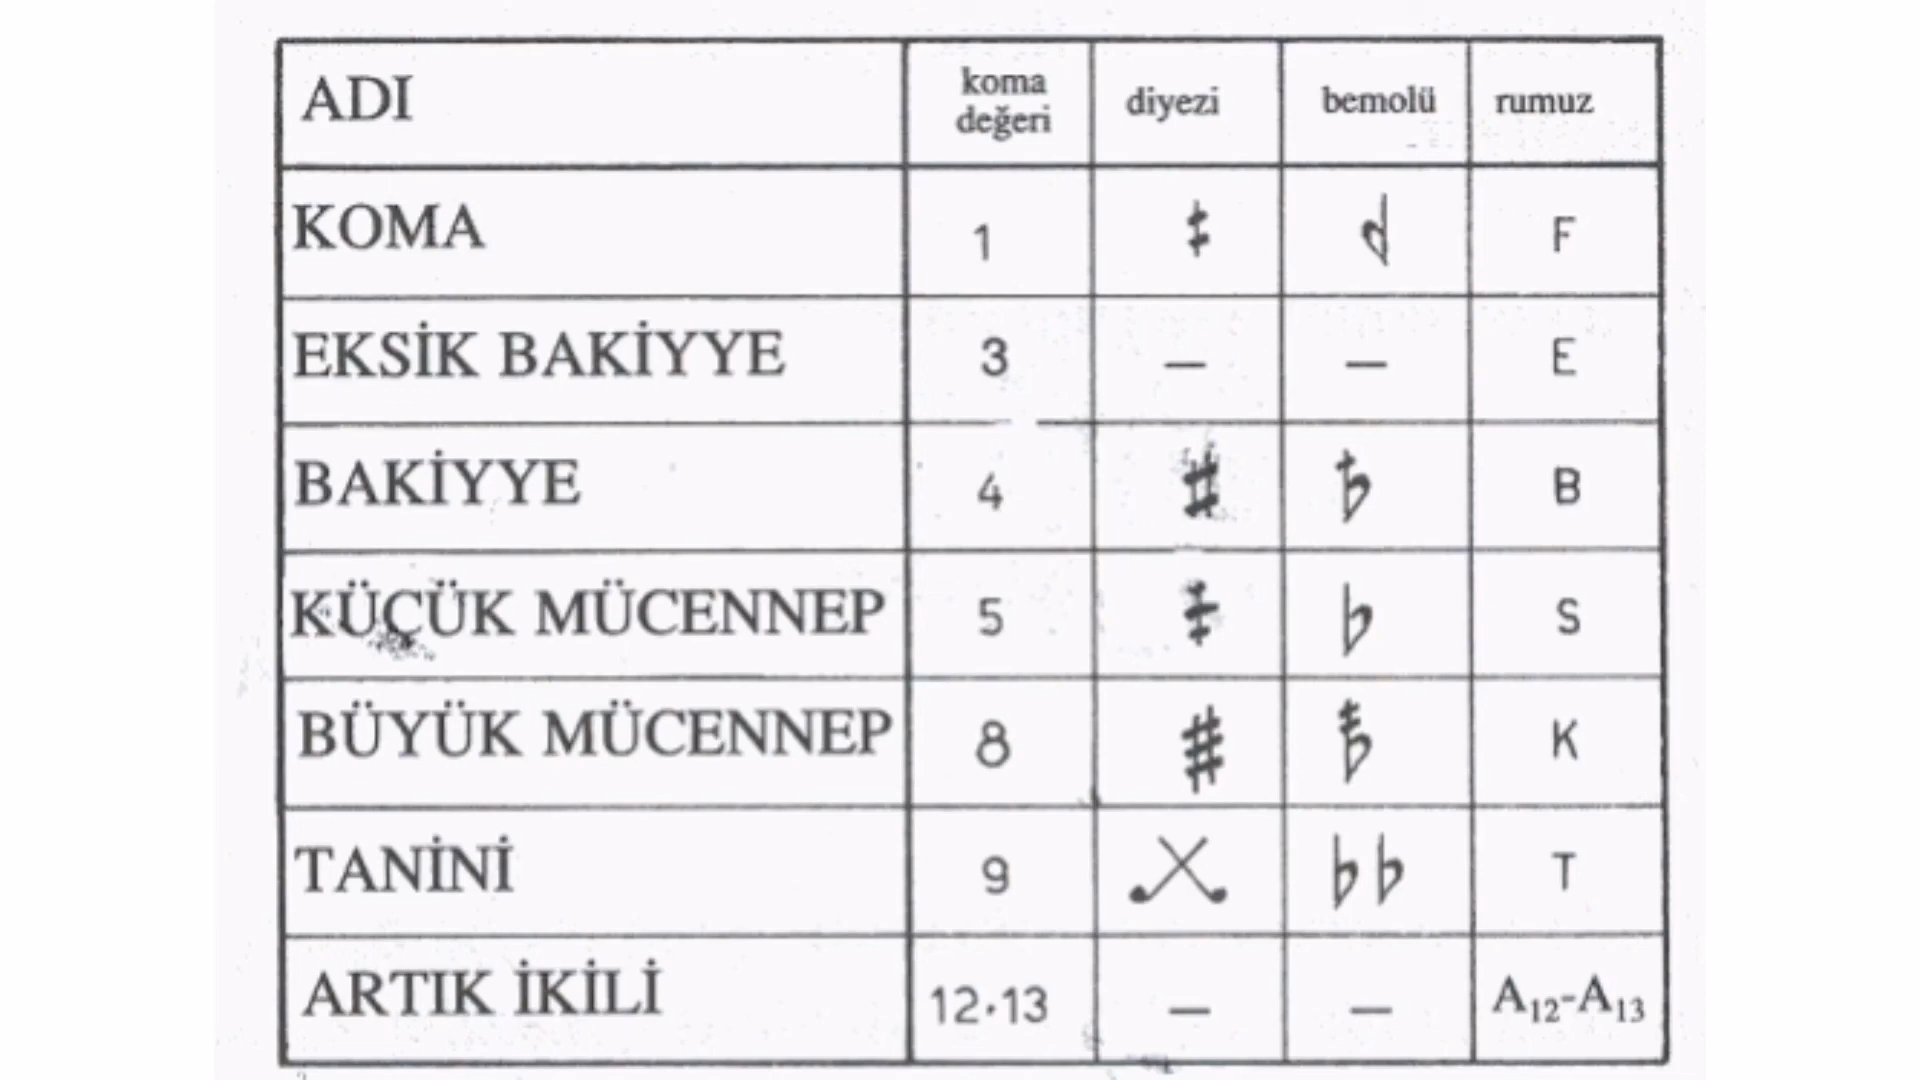 ADI koma değeri diyezi bemolü rumuz
KOMA 1 F
EKSİK BAKİYYE 3 — — E
BAKİYYE 4 B
KÜÇÜK MÜCENNEP 5 S
BÜYÜK MÜCENNEP 8 K
TANİNİ 9 T
ARTIK İKİLİ 12·13 — — A₁₂-A₁₃